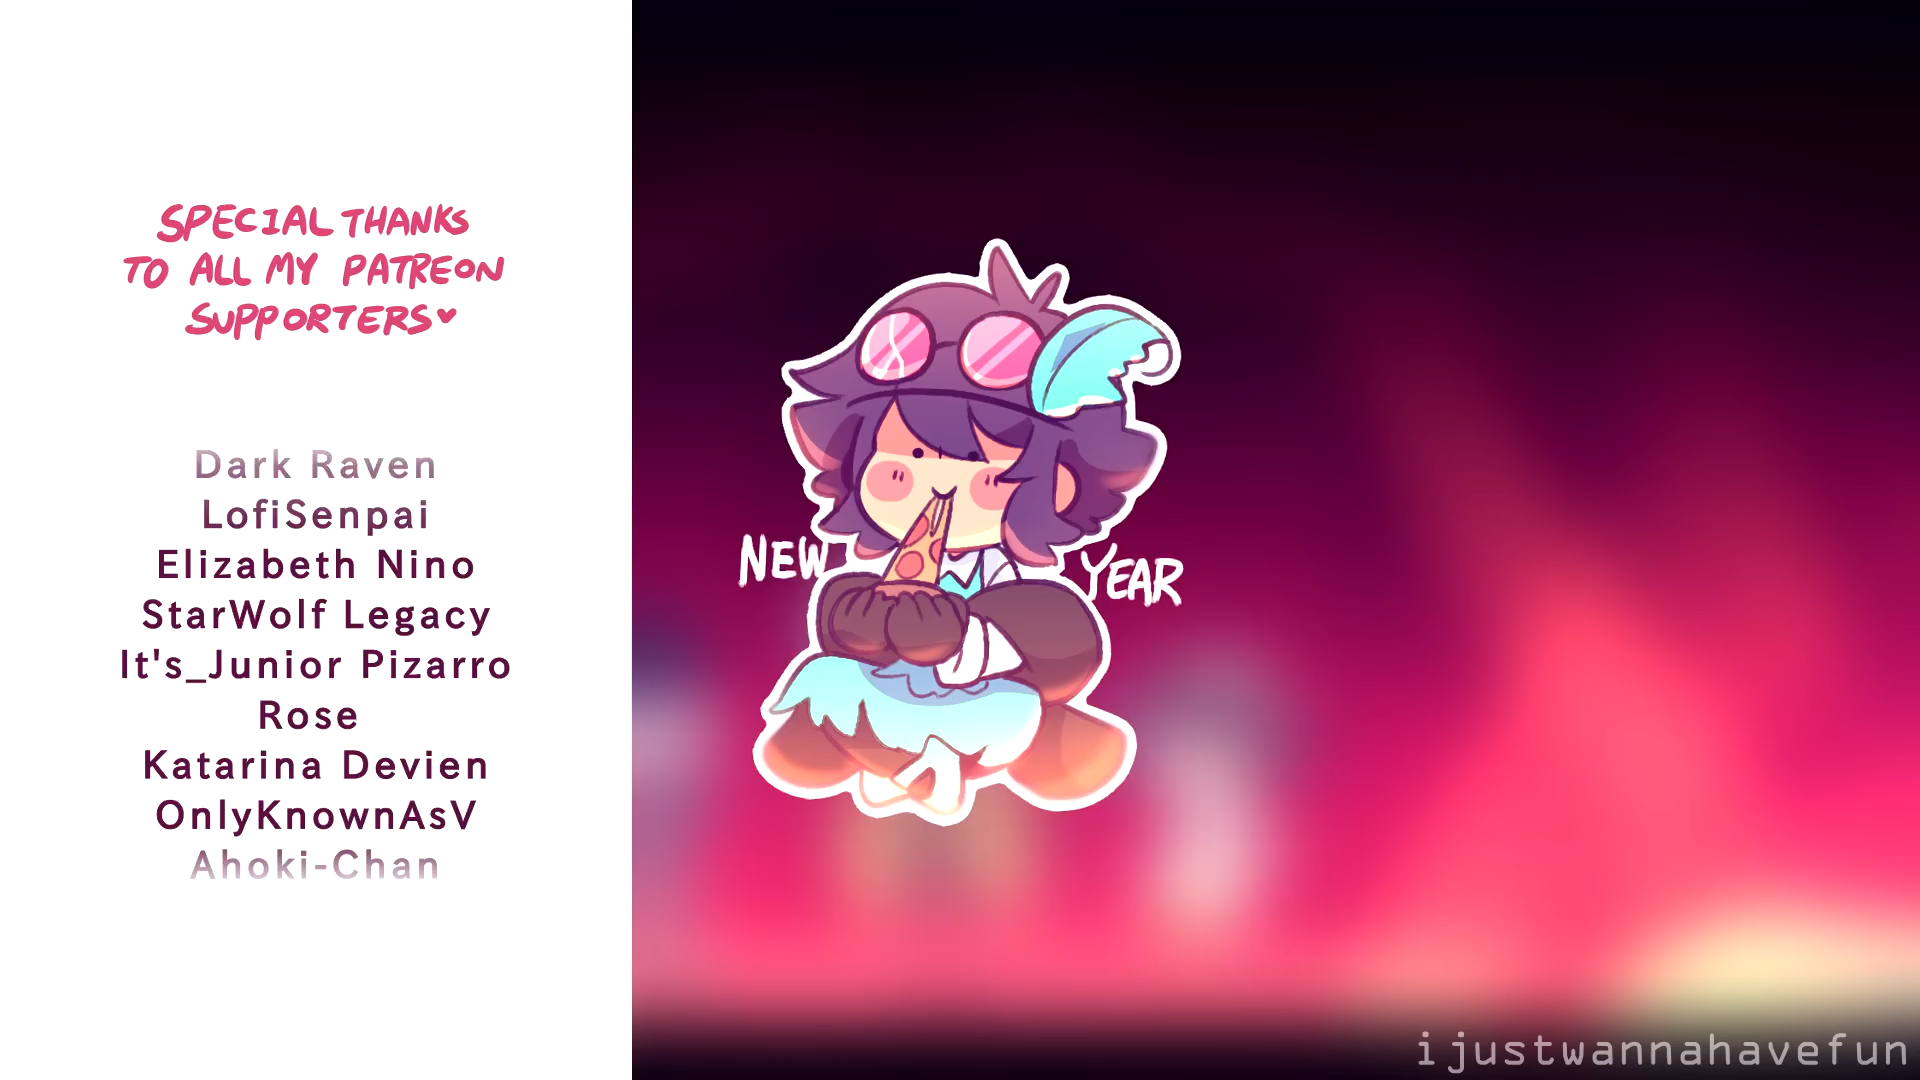 SPECIAL THANKS
TO ALL MY PATREON
SUPPORTERS♥
Dark Raven
LofiSenpai
Elizabeth Nino
StarWolf Legacy
It's_Junior Pizarro
Rose
Katarina Devien
OnlyKnownAsV
Ahoki-Chan
NEW YEAR
ijustwannahavefun